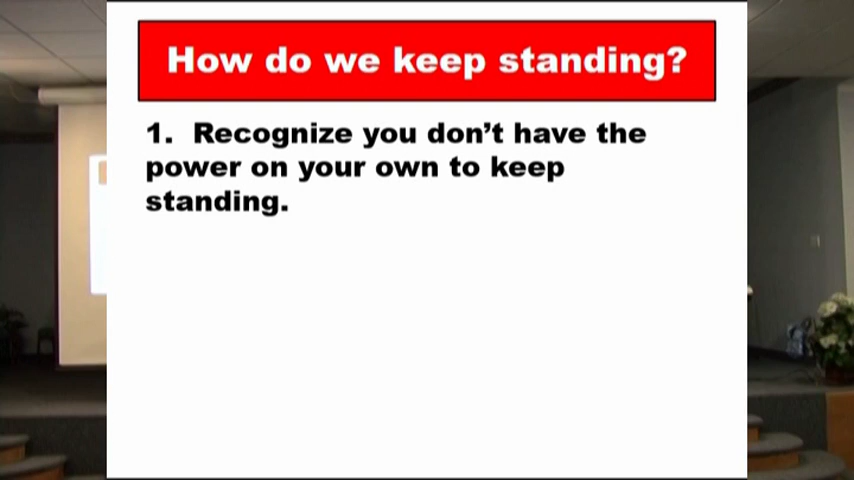 How do we keep standing?
1. Recognize you don’t have the
power on your own to keep
standing.